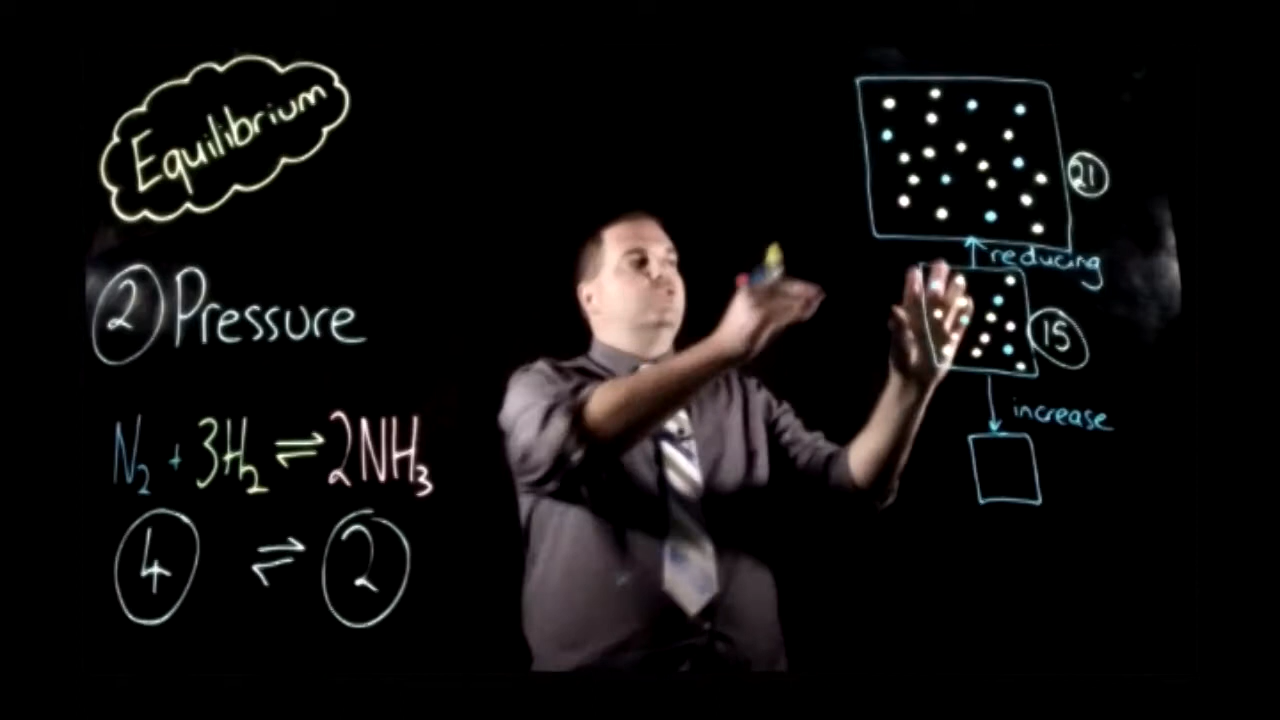 Equilibrium
② Pressure
N₂ + 3H₂ ⇌ 2NH₃
④ ⇌ ②
21
reducing
15
increase